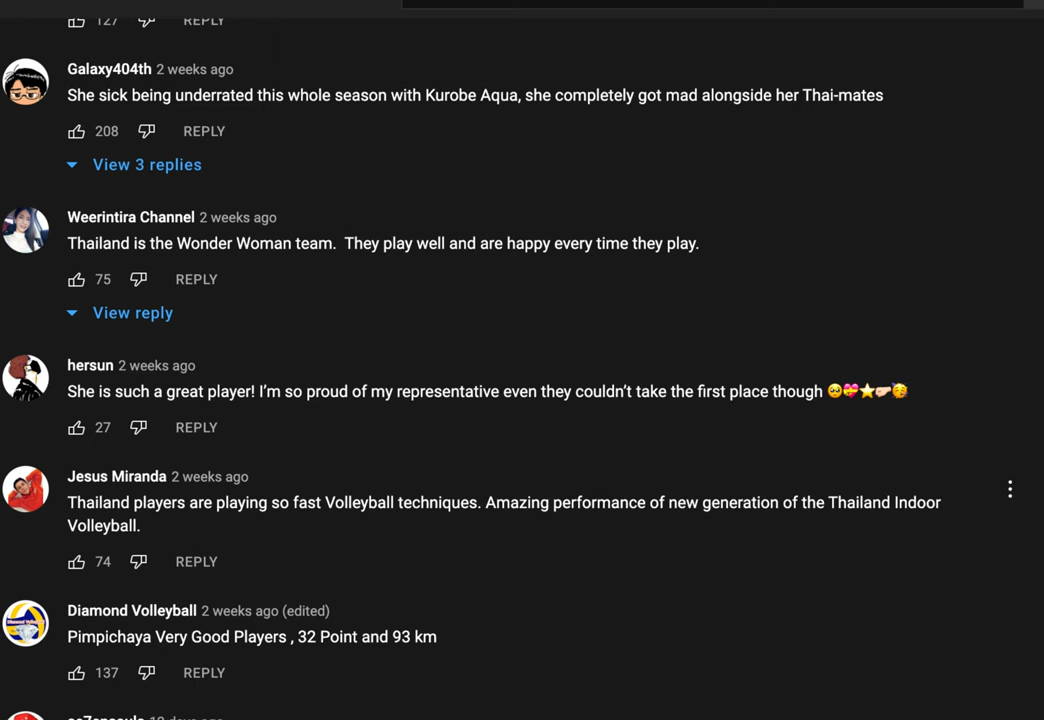 127 REPLY
Galaxy404th 2 weeks ago
She sick being underrated this whole season with Kurobe Aqua, she completely got mad alongside her Thai-mates
208 REPLY
View 3 replies
Weerintira Channel 2 weeks ago
Thailand is the Wonder Woman team.  They play well and are happy every time they play.
75 REPLY
View reply
hersun 2 weeks ago
She is such a great player! I’m so proud of my representative even they couldn’t take the first place though 🥺💝⭐🤛🏻🥳
27 REPLY
Jesus Miranda 2 weeks ago
Thailand players are playing so fast Volleyball techniques. Amazing performance of new generation of the Thailand Indoor
Volleyball.
74 REPLY
Diamond Volleyball 2 weeks ago (edited)
Pimpichaya Very Good Players , 32 Point and 93 km
137 REPLY